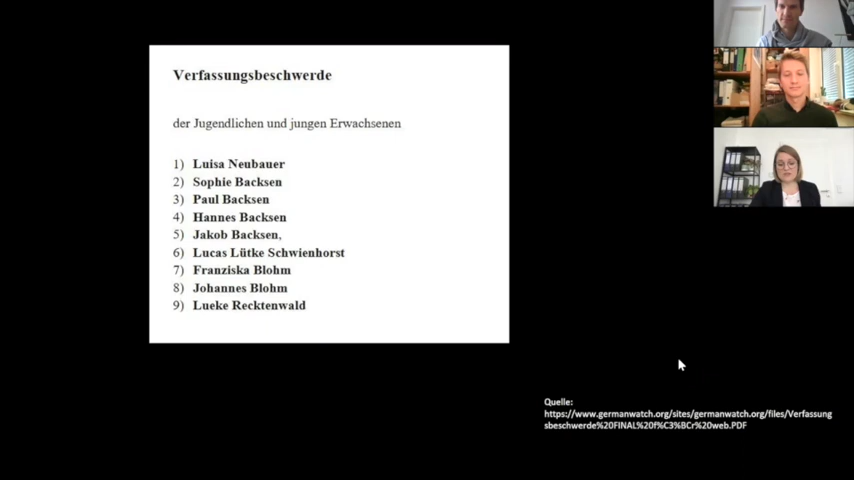 Verfassungsbeschwerde
der Jugendlichen und jungen Erwachsenen
1) Luisa Neubauer
2) Sophie Backsen
3) Paul Backsen
4) Hannes Backsen
5) Jakob Backsen,
6) Lucas Lütke Schwienhorst
7) Franziska Blohm
8) Johannes Blohm
9) Lueke Recktenwald
Quelle:
https://www.germanwatch.org/sites/germanwatch.org/files/Verfassung
sbeschwerde%20FINAL%20f%C3%BCr%20web.PDF